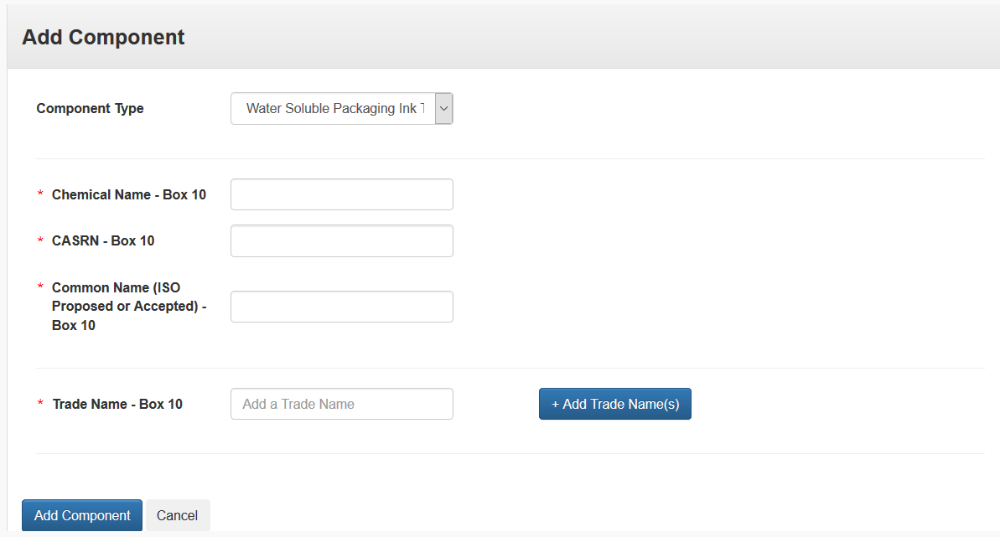 Add Component
Component Type
Water Soluble Packaging Ink T
* Chemical Name - Box 10
* CASRN - Box 10
* Common Name (ISO
Proposed or Accepted) -
Box 10
* Trade Name - Box 10
Add a Trade Name
+ Add Trade Name(s)
Add Component
Cancel